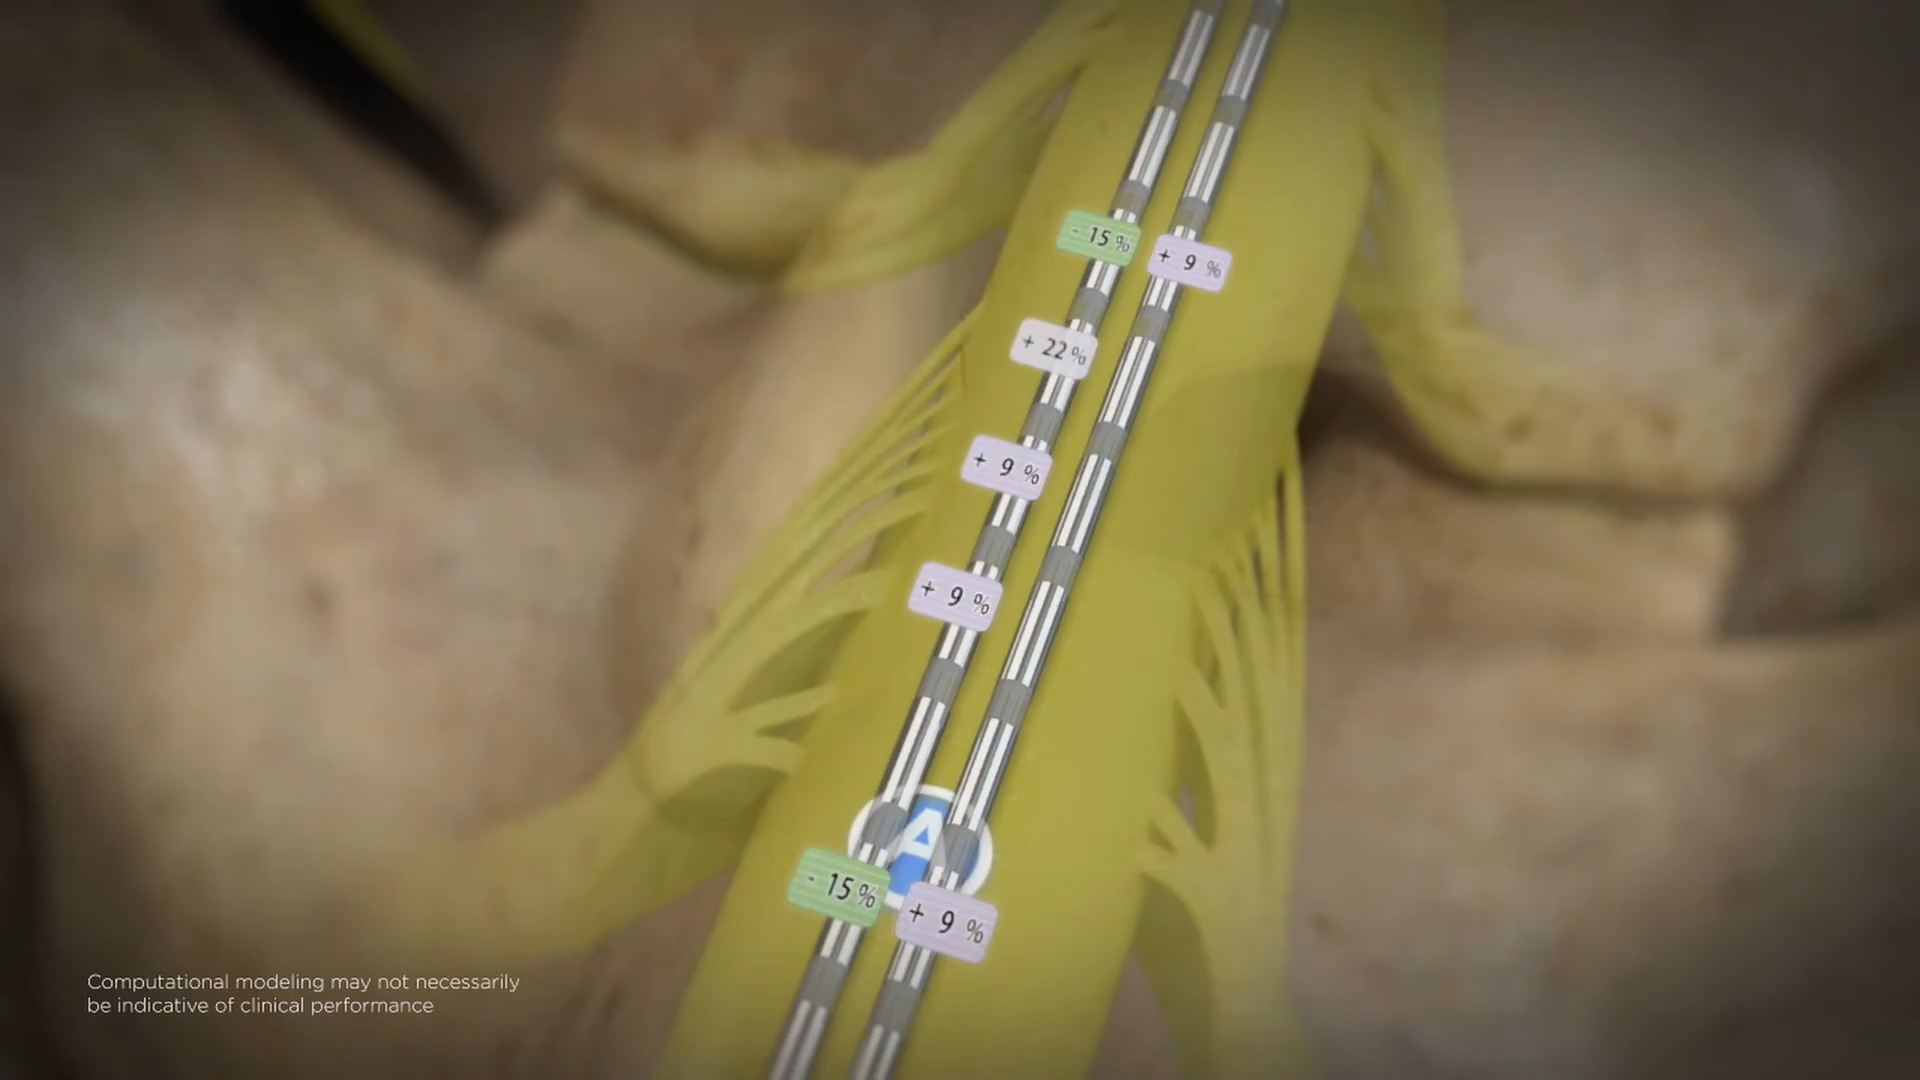 - 15 %
+ 9 %
+ 22 %
+ 9 %
+ 9 %
A
- 15 %
+ 9 %
Computational modeling may not necessarily
be indicative of clinical performance